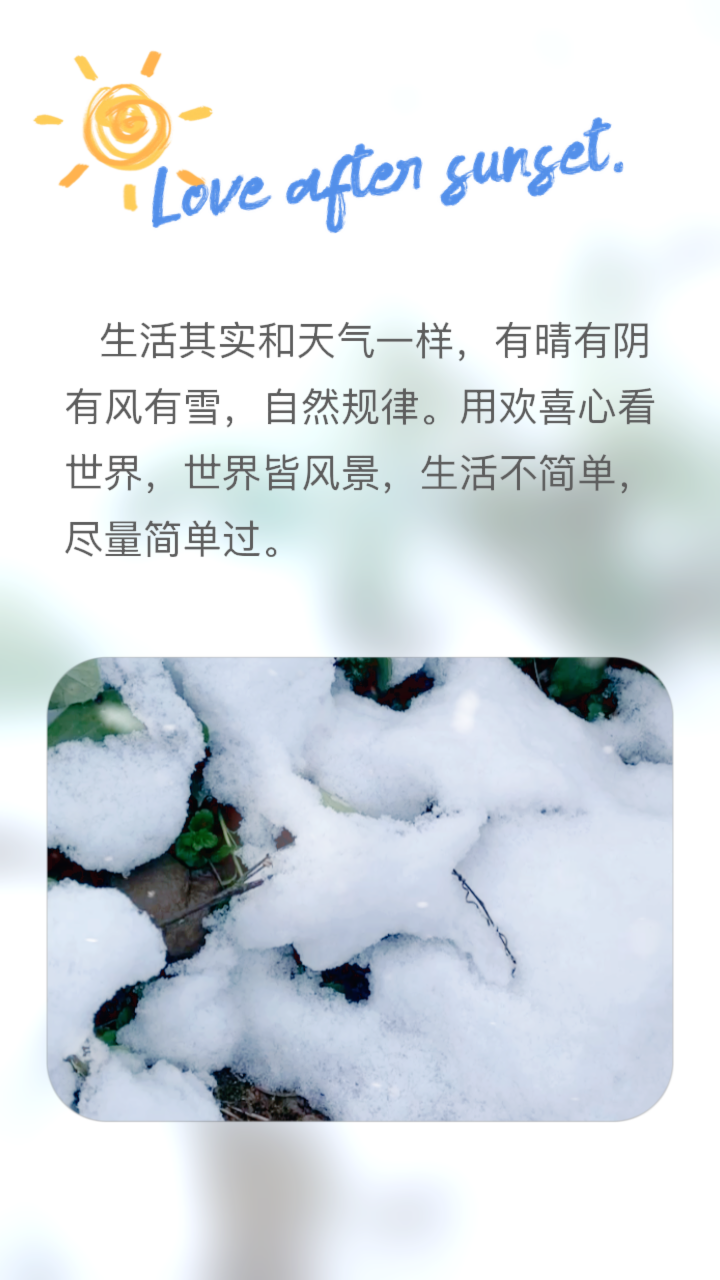 Love after sunset.
生活其实和天气一样，有晴有阴
有风有雪，自然规律。用欢喜心看
世界，世界皆风景，生活不简单，
尽量简单过。